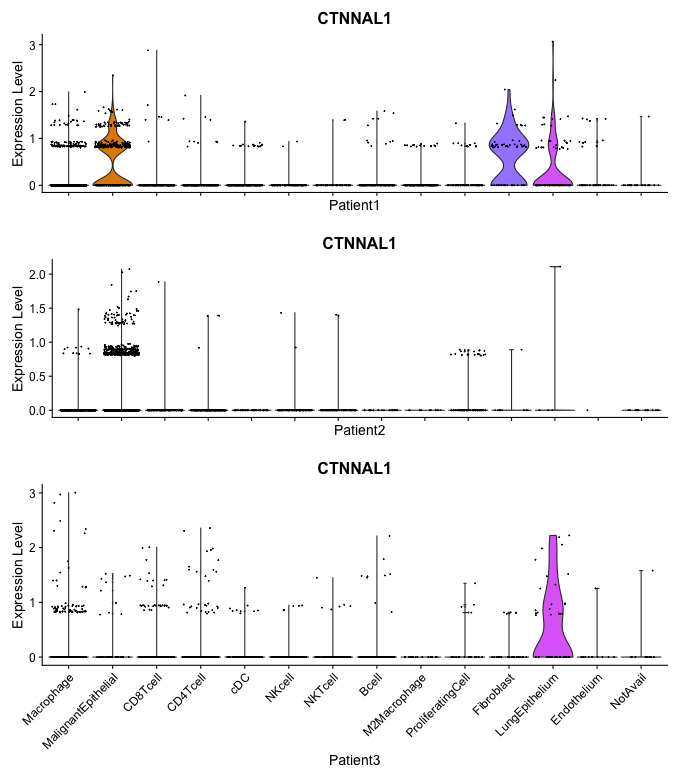 CTNNAL1
Expression Level
3
2
1
0
Patient1
CTNNAL1
Expression Level
2.0
1.5
1.0
0.5
0.0
Patient2
CTNNAL1
Expression Level
3
2
1
0
Macrophage
MalignantEpithelial
CD8Tcell
CD4Tcell
cDC
NKcell
NKTcell
Bcell
M2Macrophage
ProliferatingCell
Fibroblast
LungEpithelium
Endothelium
NotAvail
Patient3